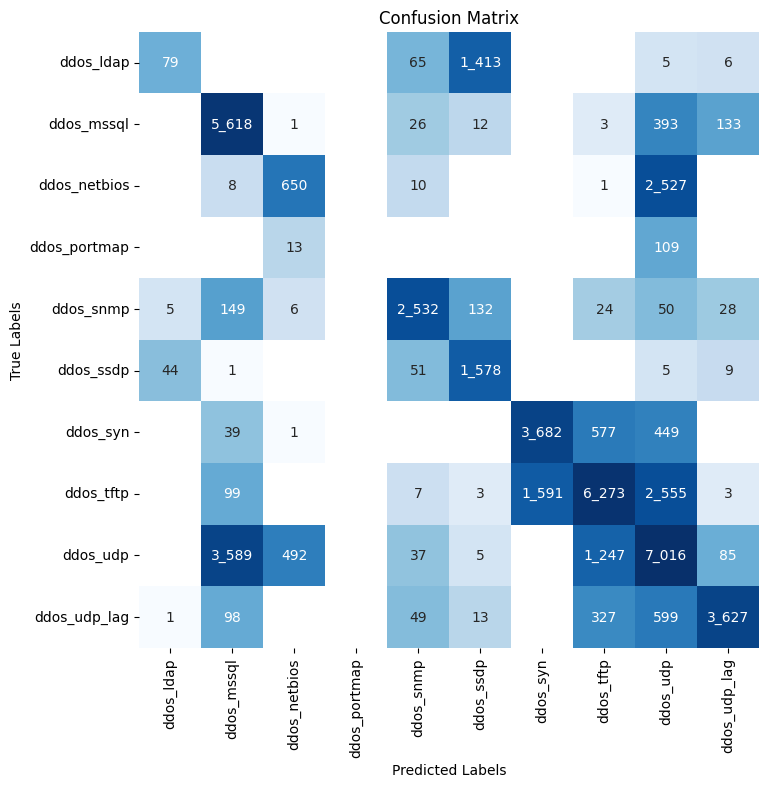 Confusion Matrix
True Labels
ddos_ldap 79 65 1_413 5 6
ddos_mssql 5_618 1 26 12 3 393 133
ddos_netbios 8 650 10 1 2_527
ddos_portmap 13 109
ddos_snmp 5 149 6 2_532 132 24 50 28
ddos_ssdp 44 1 51 1_578 5 9
ddos_syn 39 1 3_682 577 449
ddos_tftp 99 7 3 1_591 6_273 2_555 3
ddos_udp 3_589 492 37 5 1_247 7_016 85
ddos_udp_lag 1 98 49 13 327 599 3_627
ddos_ldap ddos_mssql ddos_netbios ddos_portmap ddos_snmp ddos_ssdp ddos_syn ddos_tftp ddos_udp ddos_udp_lag
Predicted Labels